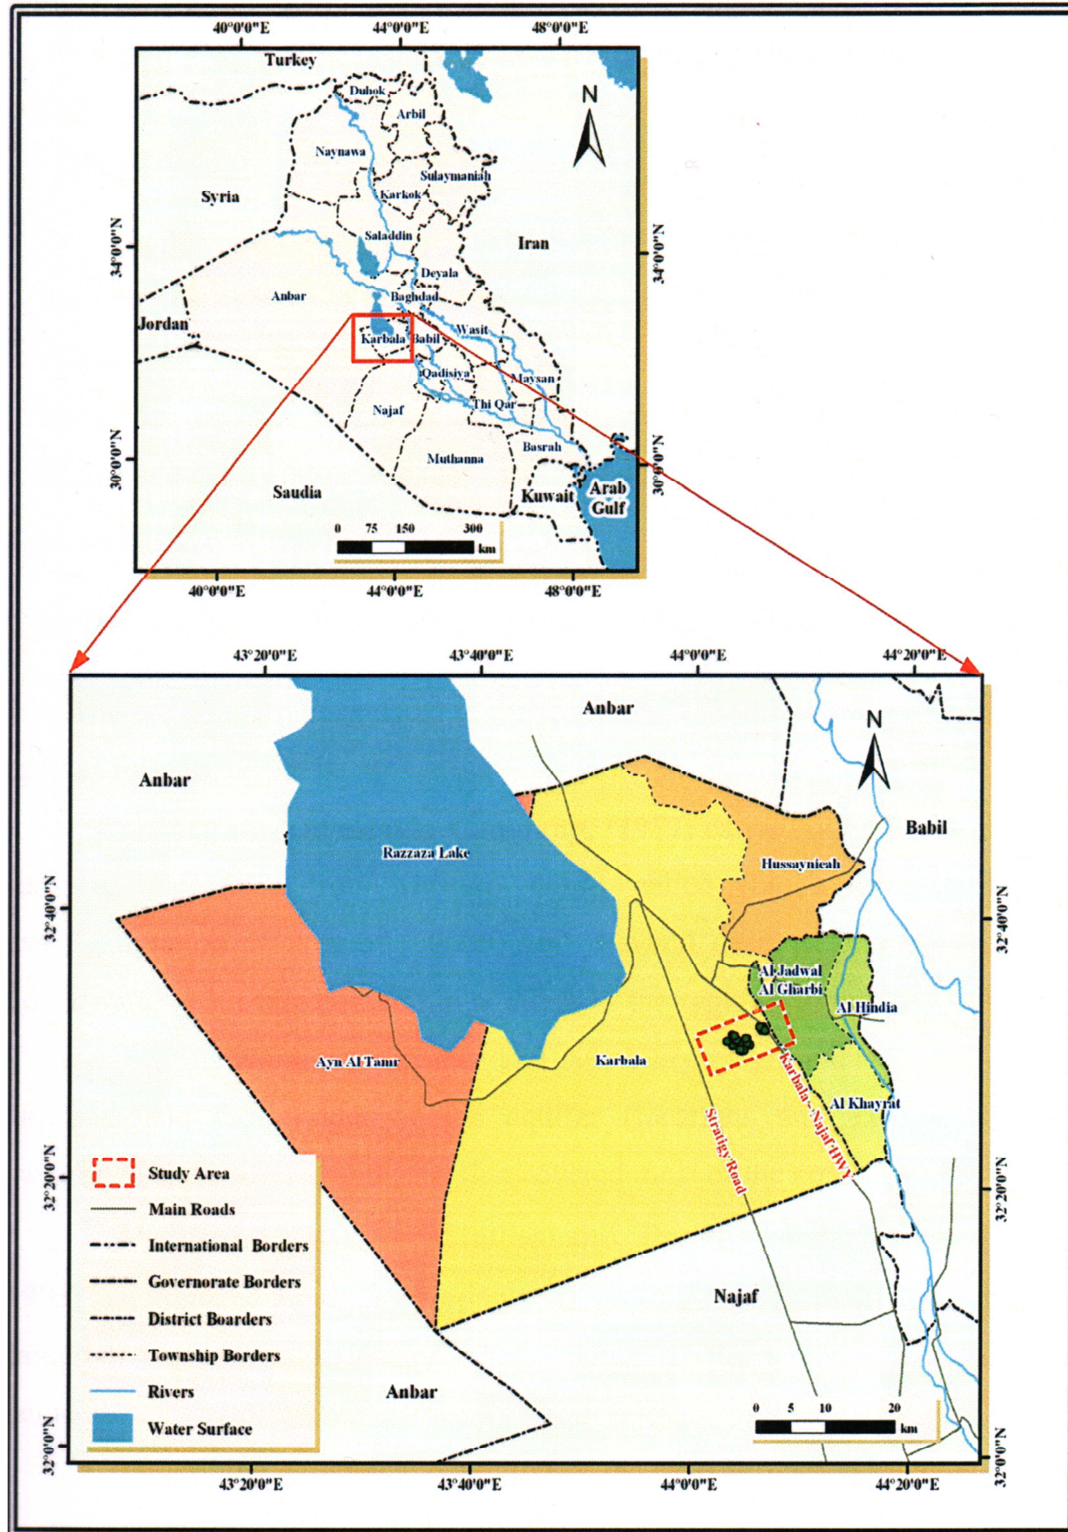 40°0'0"E 44°0'0"E 48°0'0"E
Turkey
N
Duhok
Arbil
Naynawa
Sulaymaniah
Syria
Karkok
Saladdin
Iran
34°0'0"N
34°0'0"N
Deyala
Anbar
Baghdad
Jordan
Wasit
Karbala
Babil
Qadisiya
Maysan
Najaf
Thi Qar
Basrah
Muthanna
30°0'0"N
30°0'0"N
Saudia
Kuwait
Arab
Gulf
0 75 150 300
km
40°0'0"E 44°0'0"E 48°0'0"E
43°20'0"E 43°40'0"E 44°0'0"E 44°20'0"E
Anbar
N
Anbar
Babil
Razzaza Lake
Hussaynieah
32°40'0"N
32°40'0"N
Al Jadwal
Al Gharbi
Al Hindia
Ayn Al Tamr
Karbala
Al Khayrat
Karbala - Najaf HWY
Stratigy Road
32°20'0"N
32°20'0"N
Study Area
Main Roads
International Borders
Governorate Borders
District Boarders
Township Borders
Rivers
Water Surface
Najaf
Anbar
0 5 10 20
km
32°0'0"N
32°0'0"N
43°20'0"E 43°40'0"E 44°0'0"E 44°20'0"E